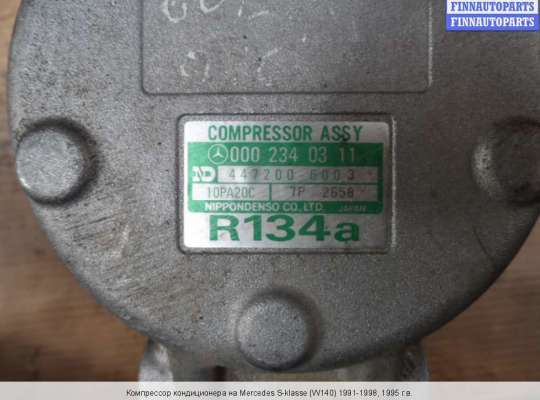 FINNAUTOPARTS
FINNAUTOPARTS
FINNAUTOPARTS
COMPRESSOR ASSY
000 234 03 11
ND 447200-6003
10PA20C 7P 2658
NIPPONDENSO CO., LTD. JAPAN
R134a
Компрессор кондиционера на Mercedes S-klasse (W140) 1991-1998, 1995 г.в.